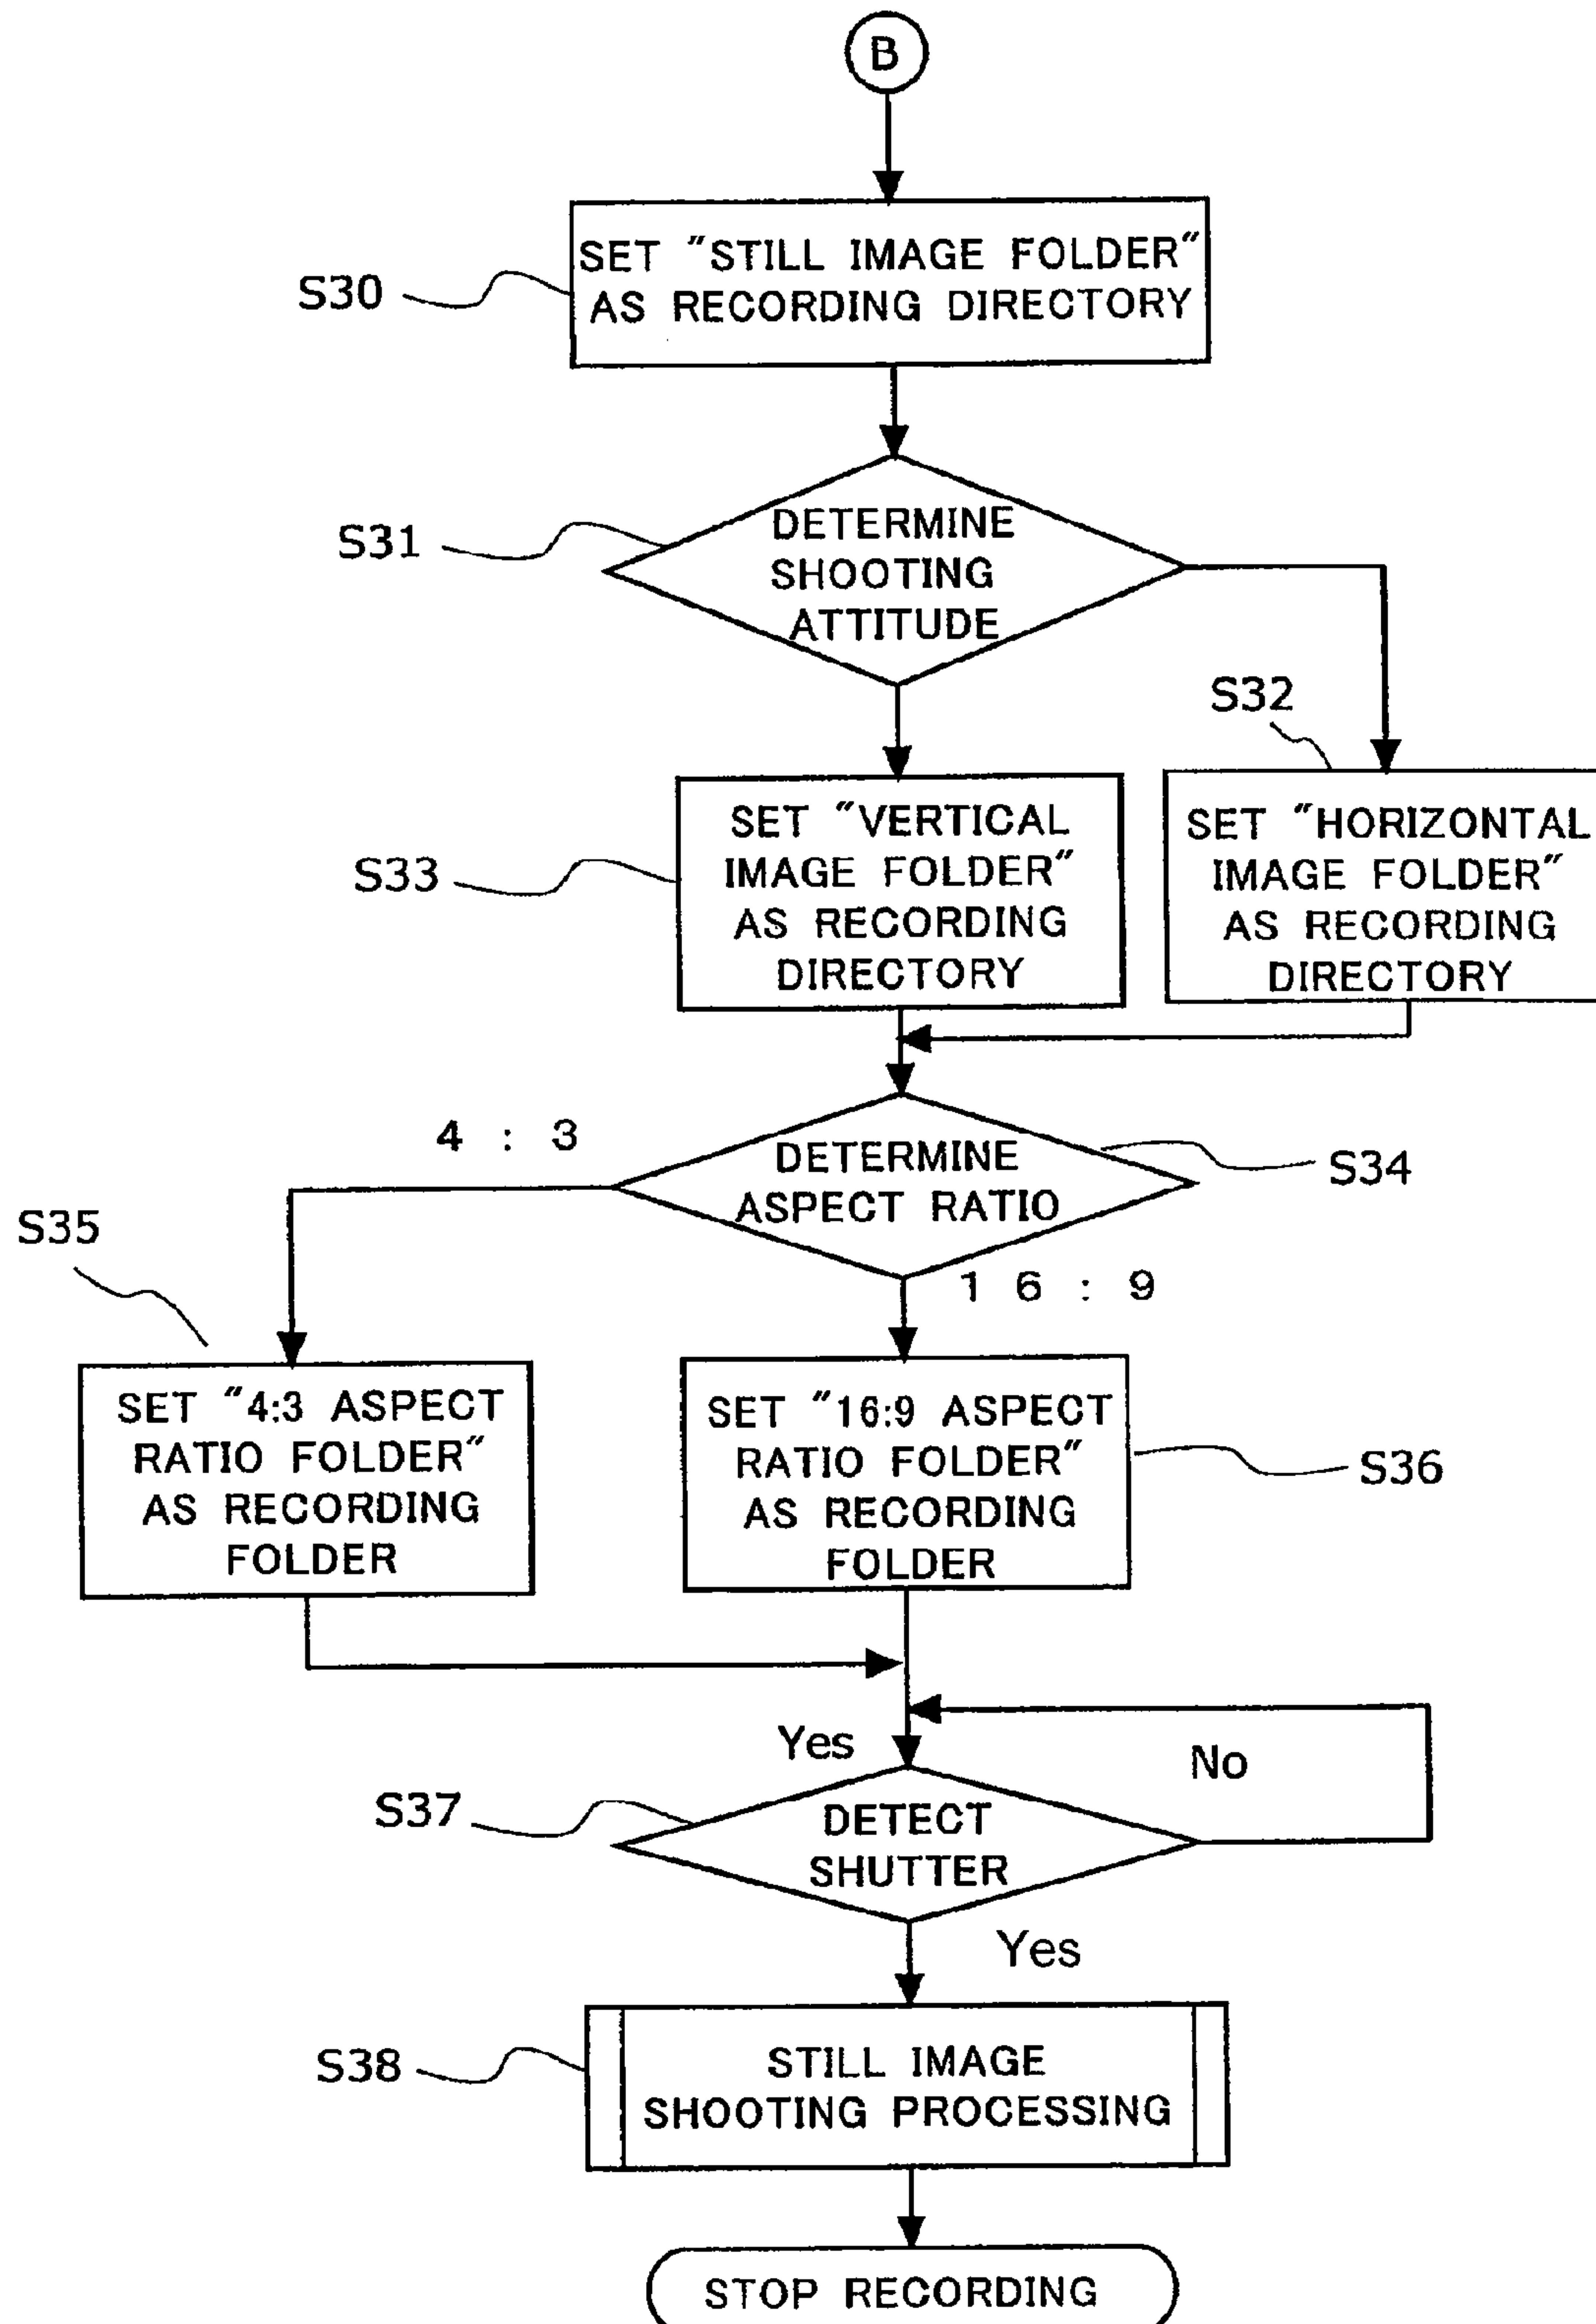 B
SET "STILL IMAGE FOLDER"
AS RECORDING DIRECTORY
S30
DETERMINE
SHOOTING
ATTITUDE
S31
S32
SET "VERTICAL
IMAGE FOLDER"
AS RECORDING
DIRECTORY
S33
SET "HORIZONTAL
IMAGE FOLDER"
AS RECORDING
DIRECTORY
4 : 3
DETERMINE
ASPECT RATIO
S34
S35
1 6 : 9
SET "4:3 ASPECT
RATIO FOLDER"
AS RECORDING
FOLDER
SET "16:9 ASPECT
RATIO FOLDER"
AS RECORDING
FOLDER
S36
Yes
No
S37
DETECT
SHUTTER
Yes
S38
STILL IMAGE
SHOOTING PROCESSING
STOP RECORDING